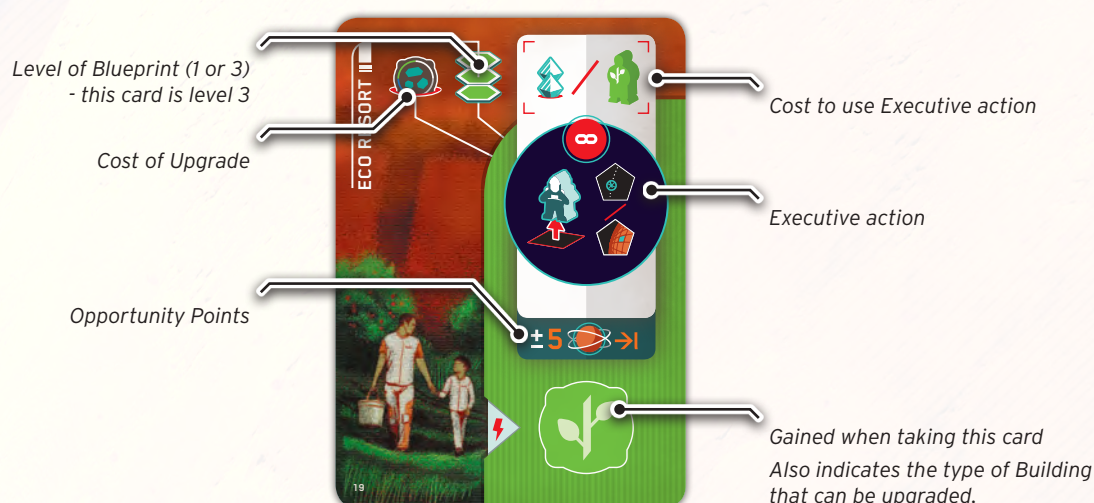 Level of Blueprint (1 or 3)
- this card is level 3
Cost of Upgrade
Opportunity Points
ECO RESORT
8
±5
19
Cost to use Executive action
Executive action
Gained when taking this card
Also indicates the type of Building
that can be upgraded.